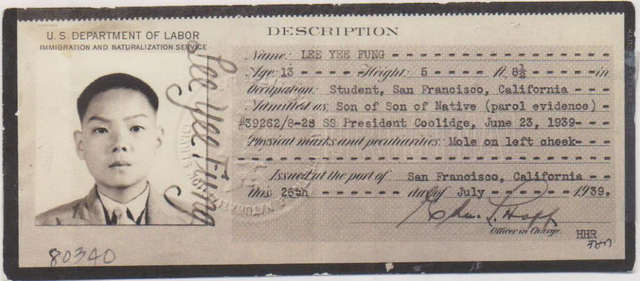 U.S. DEPARTMENT OF LABOR
IMMIGRATION AND NATURALIZATION SERVICE
Lee Yee Fung
80340
DESCRIPTION
Name: LEE YEE FUNG
Age 13 Height 5 ft. 8½ in
Occupation: Student, San Francisco, California
Admitted as Son of Son of Native (parol evidence)
#39262/8-28 SS President Coolidge, June 23, 1939
Physical marks and peculiarities: Mole on left cheek
Issued at the port of San Francisco, California
this 25th day of July 1939.
Officer in Charge.
HHR